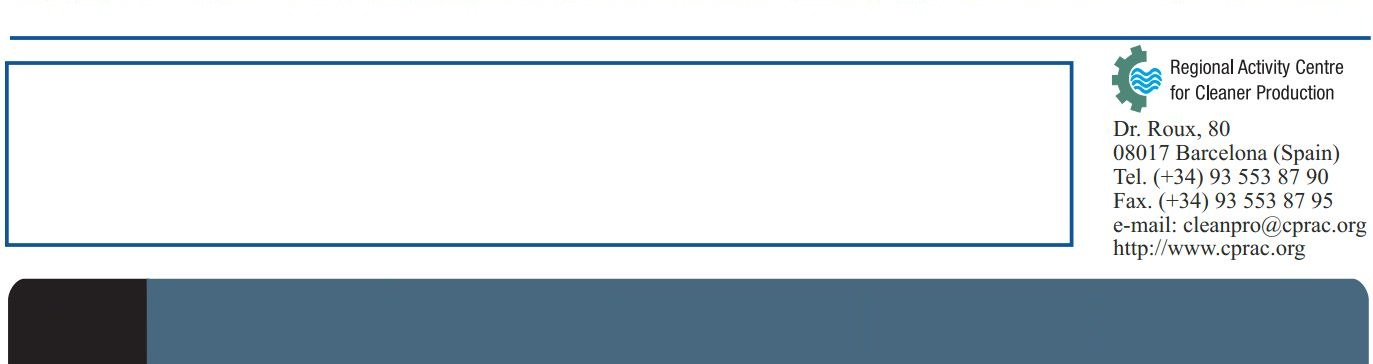 Regional Activity Centre
for Cleaner Production
Dr. Roux, 80
08017 Barcelona (Spain)
Tel. (+34) 93 553 87 90
Fax. (+34) 93 553 87 95
e-mail: cleanpro@cprac.org
http://www.cprac.org